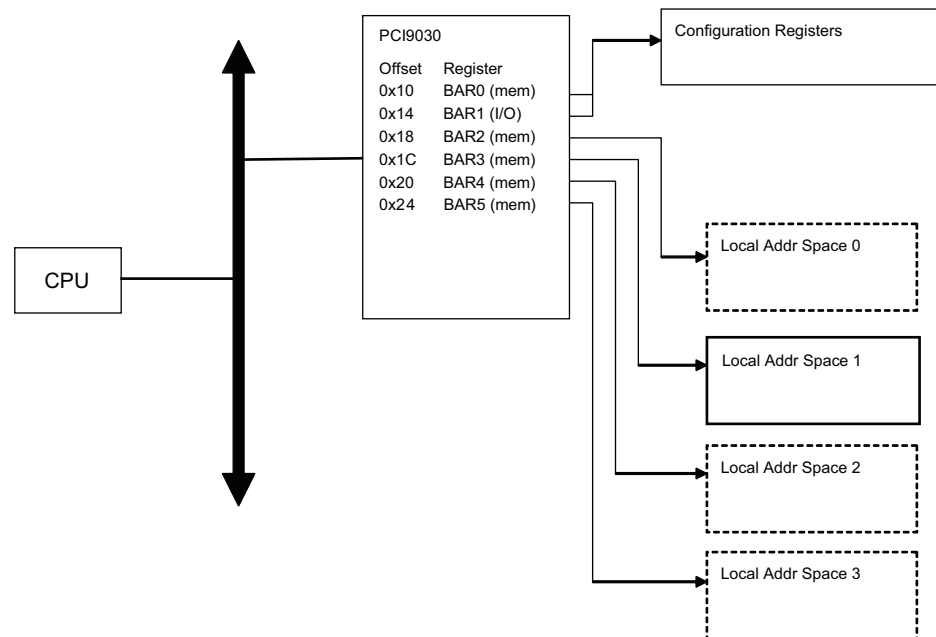 PCI9030
Offset Register
0x10 BAR0 (mem)
0x14 BAR1 (I/O)
0x18 BAR2 (mem)
0x1C BAR3 (mem)
0x20 BAR4 (mem)
0x24 BAR5 (mem)
Configuration Registers
CPU
Local Addr Space 0
Local Addr Space 1
Local Addr Space 2
Local Addr Space 3